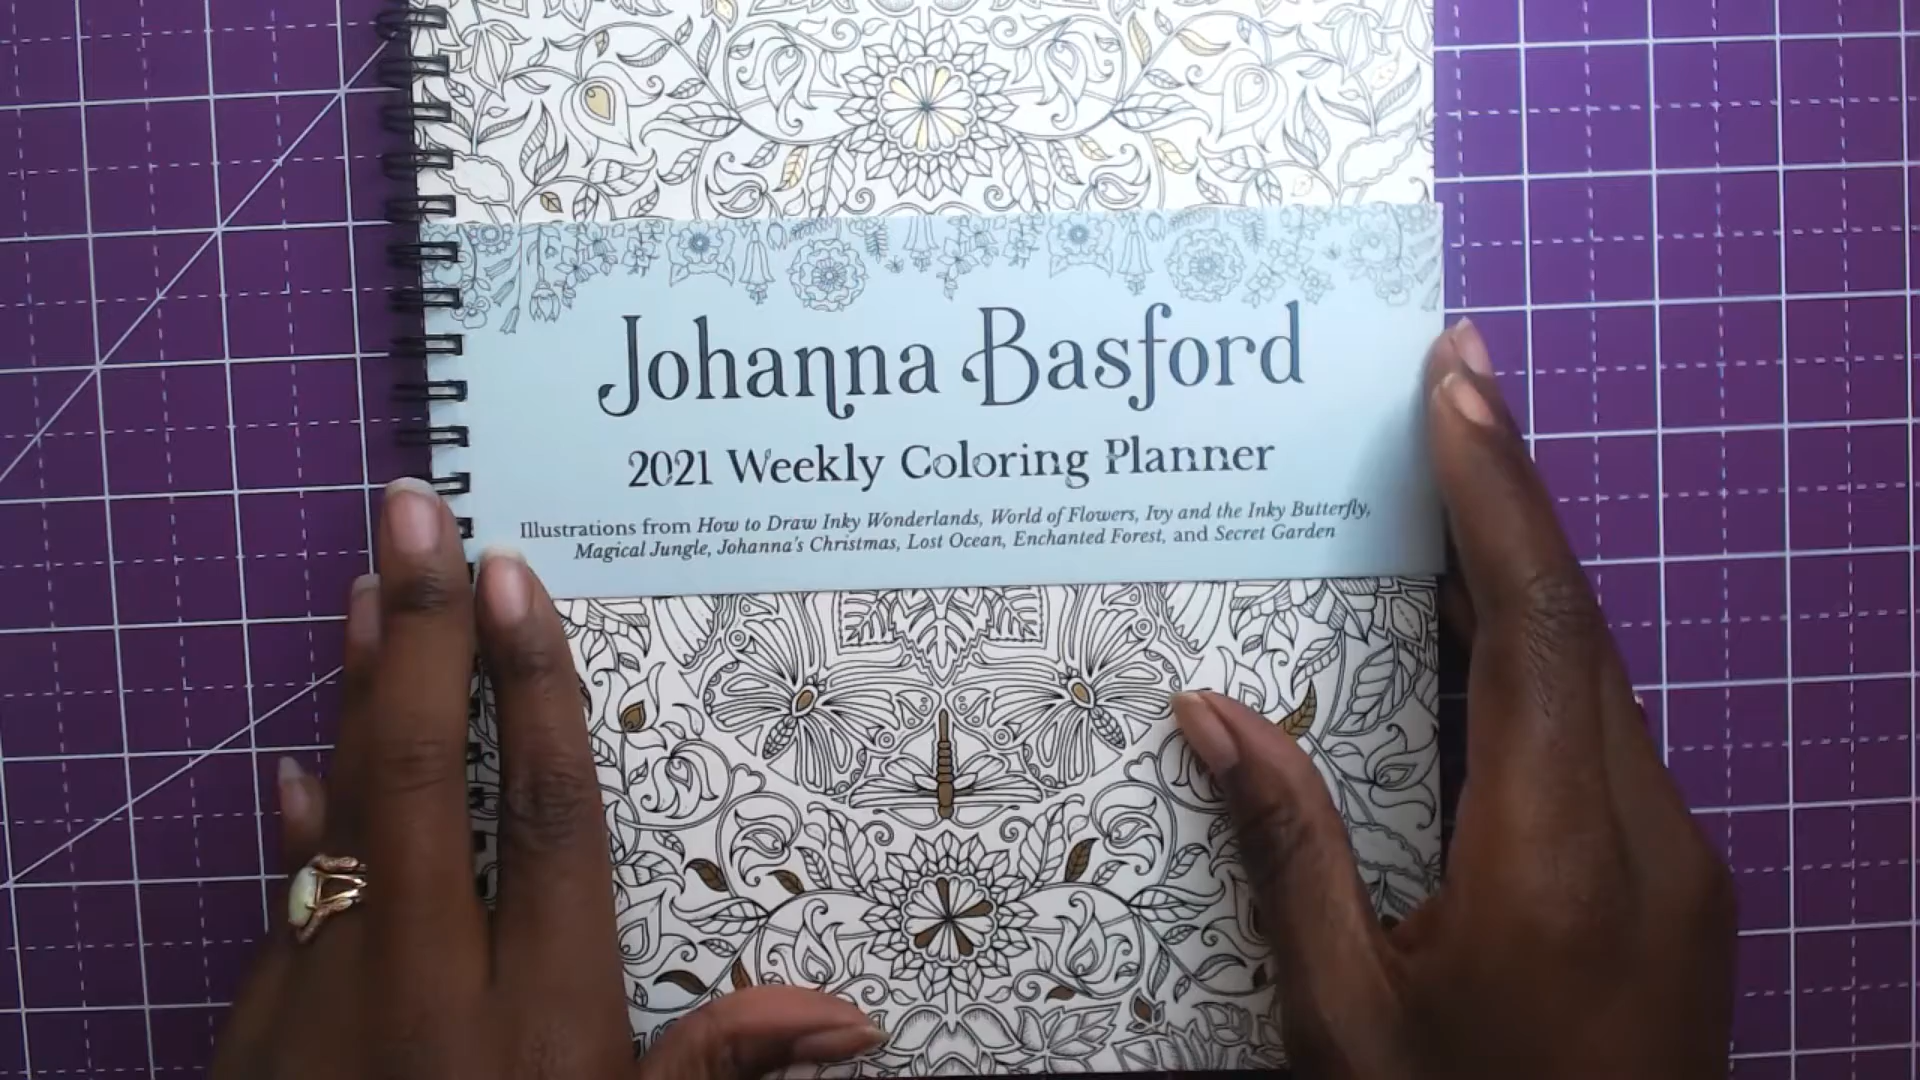 Johanna Basford
2021 Weekly Coloring Planner
Illustrations from How to Draw Inky Wonderlands, World of Flowers, Ivy and the Inky Butterfly,
Magical Jungle, Johanna's Christmas, Lost Ocean, Enchanted Forest, and Secret Garden